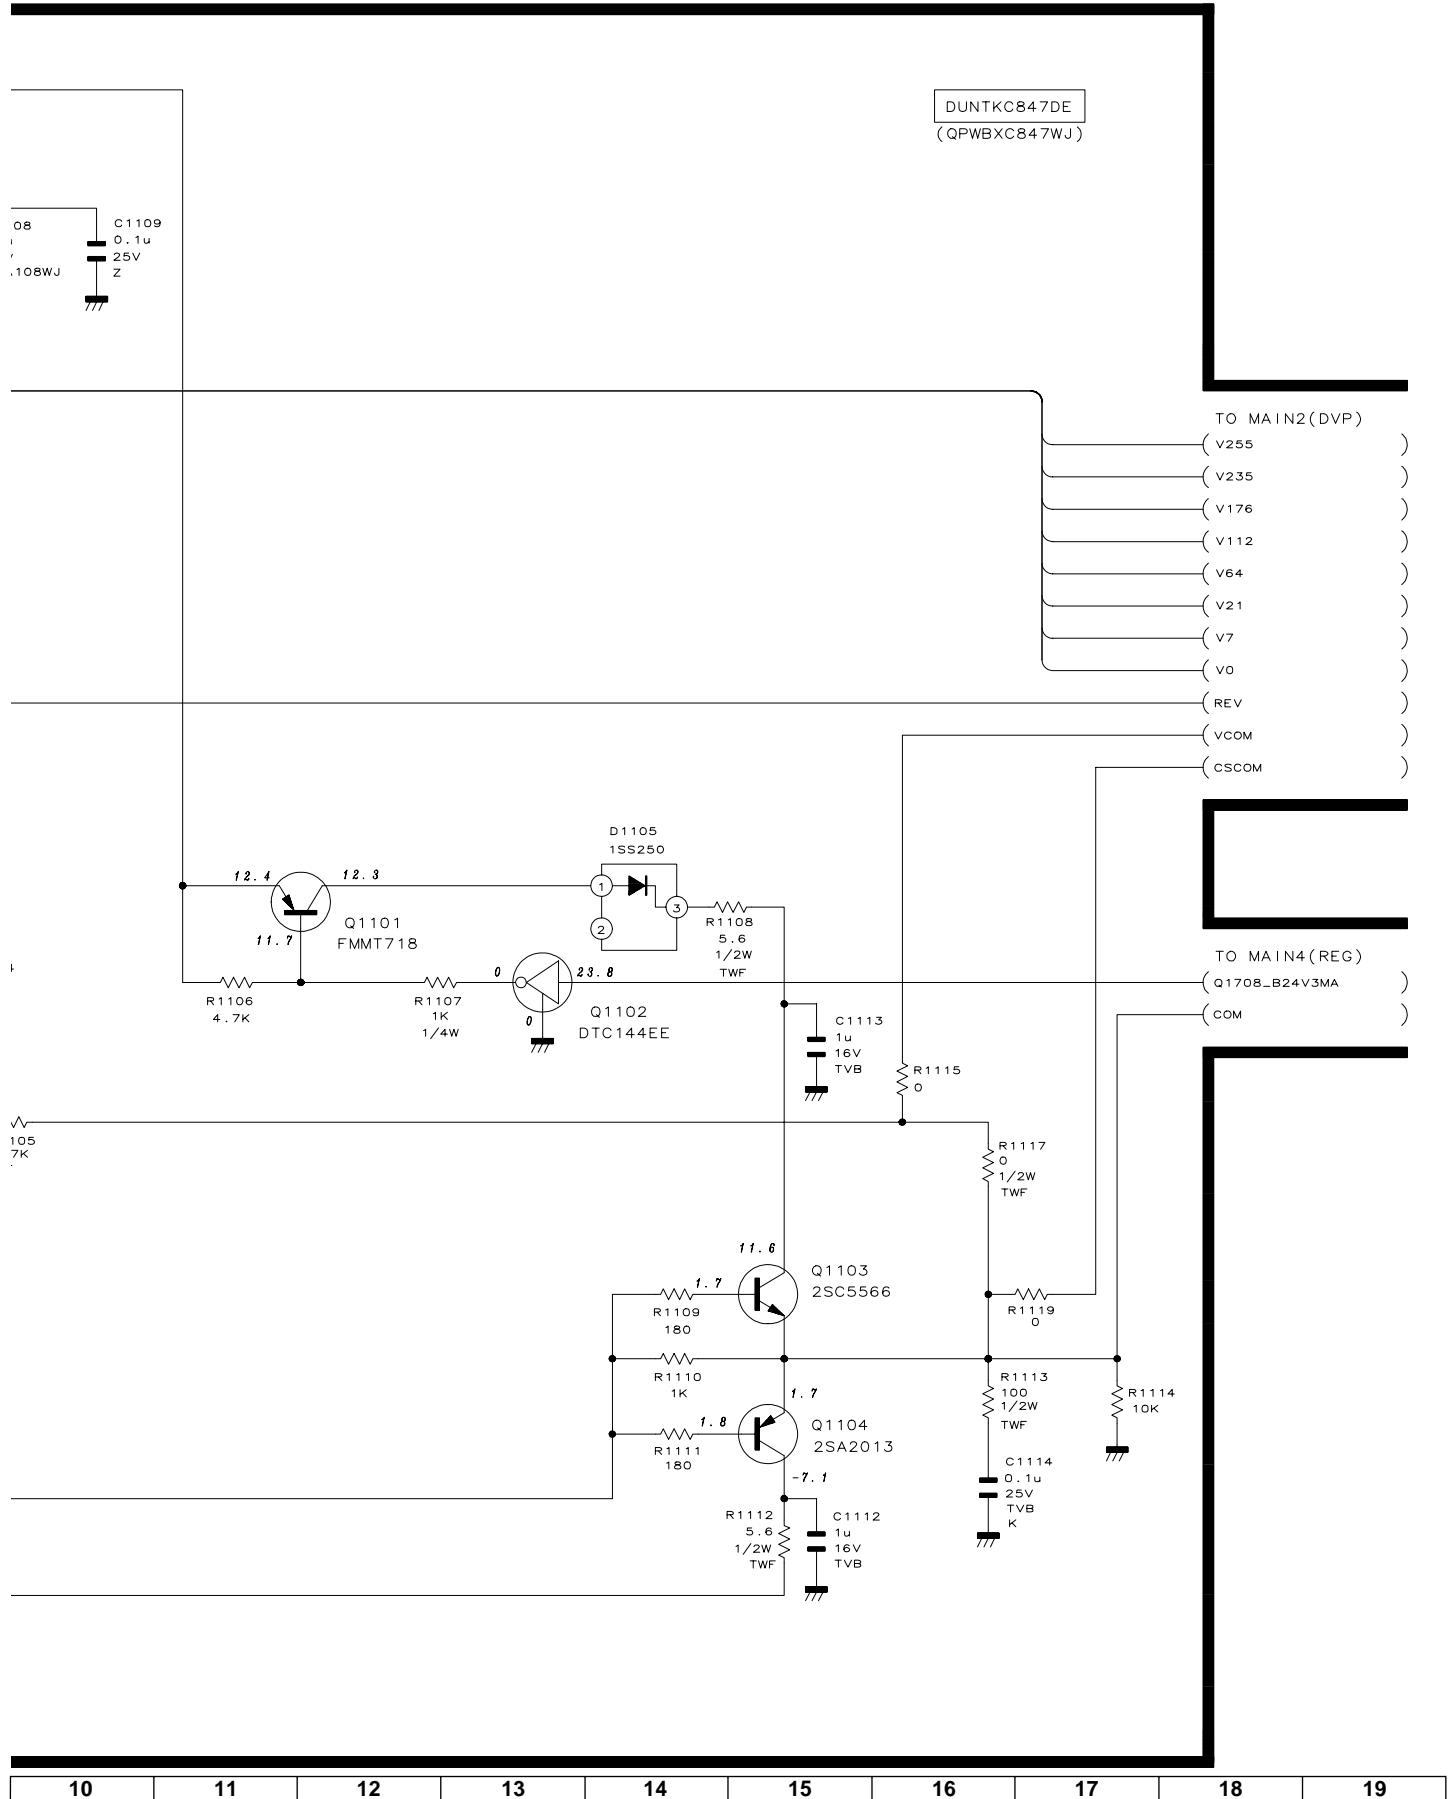 DUNTKC847DE
(QPWBXC847WJ)
08
C1109
0.1u
25V
Z
108WJ
TO MAIN2(DVP)
V255
V235
V176
V112
V64
V21
V7
V0
REV
VCOM
CSCOM
D1105
1SS250
1
2
3
12.4
12.3
Q1101
FMMT718
11.7
R1108
5.6
1/2W
TWF
TO MAIN4(REG)
Q1708_B24V3MA
COM
R1106
4.7K
R1107
1K
1/4W
0
23.8
0
Q1102
DTC144EE
C1113
1u
16V
TVB
R1115
0
105
7K
R1117
0
1/2W
TWF
11.6
1.7
Q1103
2SC5566
R1109
180
R1119
0
R1110
1K
1.7
R1113
100
1/2W
TWF
R1114
10K
1.8
Q1104
2SA2013
R1111
180
-7.1
C1114
0.1u
25V
TVB
K
R1112
5.6
1/2W
TWF
C1112
1u
16V
TVB
10 11 12 13 14 15 16 17 18 19